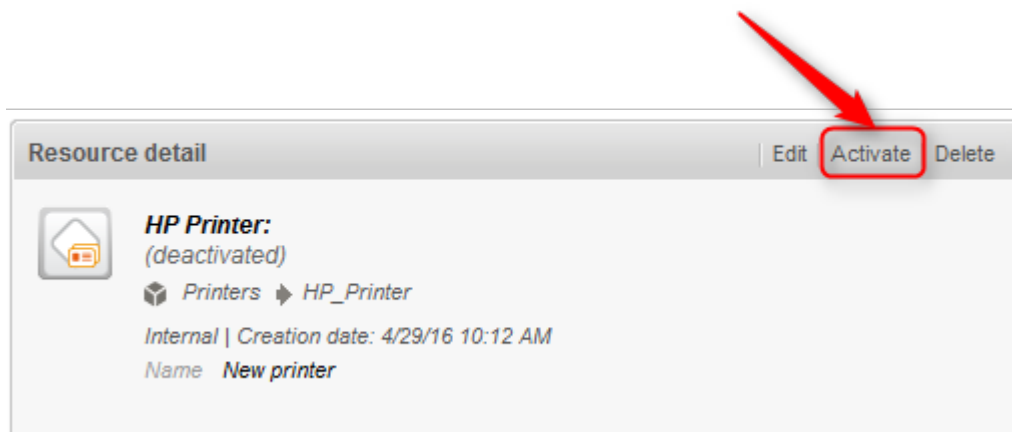 Resource detail
Edit Activate Delete
HP Printer:
(deactivated)
Printers HP_Printer
Internal | Creation date: 4/29/16 10:12 AM
Name New printer